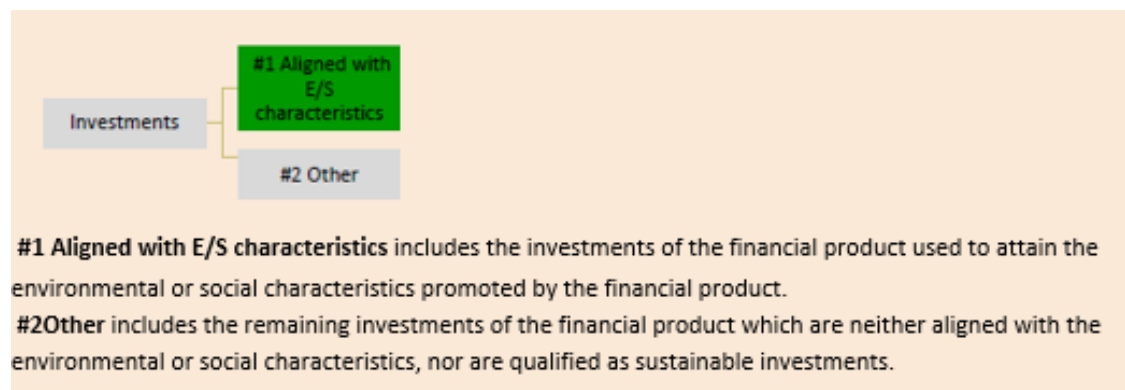 #1 Aligned with
E/S
characteristics
Investments
#2 Other
#1 Aligned with E/S characteristics includes the investments of the financial product used to attain the
environmental or social characteristics promoted by the financial product.
#2Other includes the remaining investments of the financial product which are neither aligned with the
environmental or social characteristics, nor are qualified as sustainable investments.